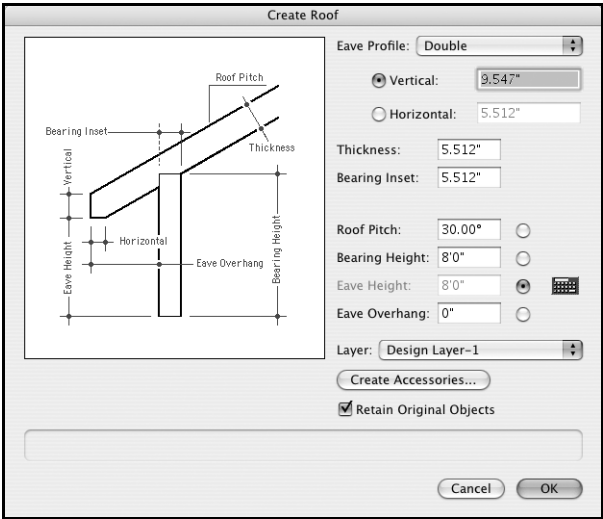 Create Roof
Eave Profile: Double
Vertical: 9.547"
Horizontal: 5.512"
Thickness: 5.512"
Bearing Inset: 5.512"
Roof Pitch: 30.00°
Bearing Height: 8'0"
Eave Height: 8'0"
Eave Overhang: 0"
Layer: Design Layer-1
Create Accessories...
Retain Original Objects
Cancel OK
Roof Pitch
Bearing Inset
Thickness
Vertical
Horizontal
Eave Overhang
Eave Height
Bearing Height